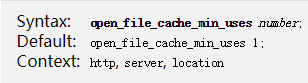 Syntax: open_file_cache_min_uses number;
Default: open_file_cache_min_uses 1;
Context: http, server, location